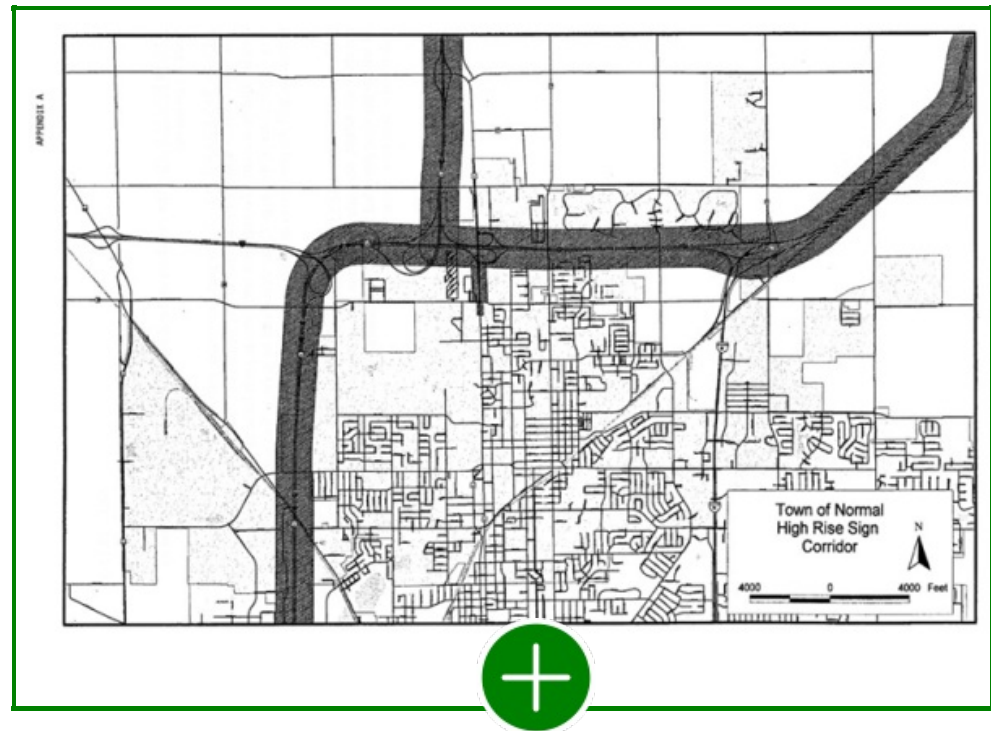 APPENDIX A
Town of Normal
High Rise Sign
Corridor
N
4000 0 4000 Feet